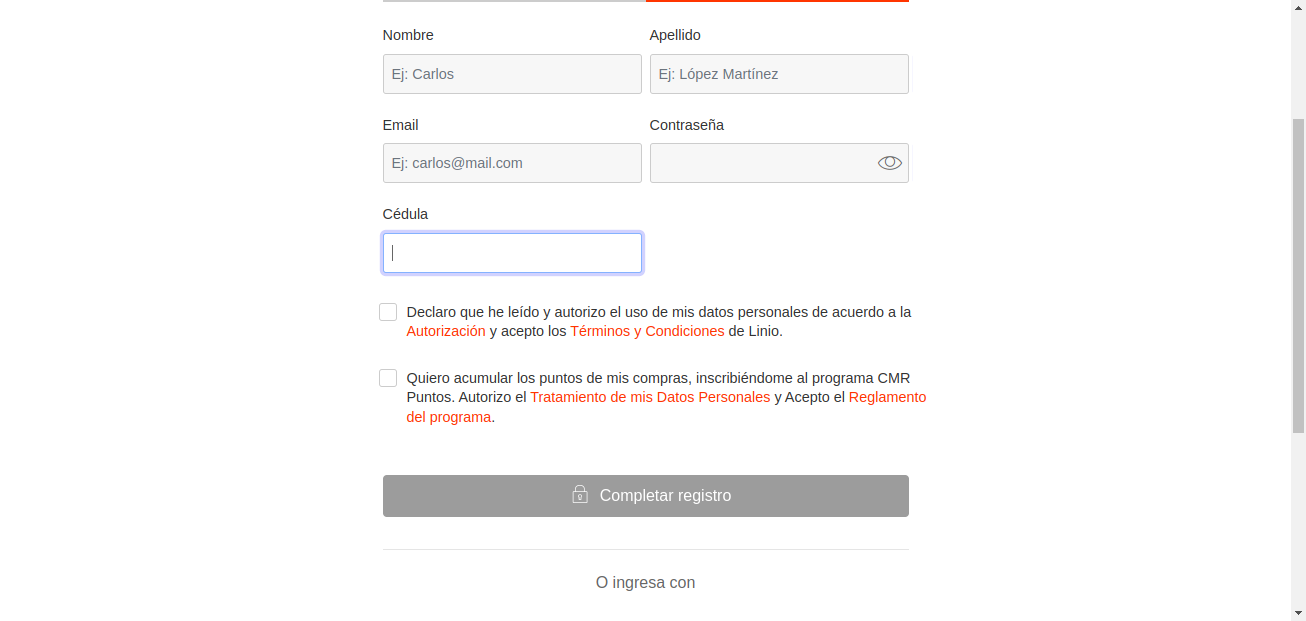 Nombre
Apellido
Ej: Carlos
Ej: López Martínez
Email
Contraseña
Ej: carlos@mail.com
Cédula
Declaro que he leído y autorizo el uso de mis datos personales de acuerdo a la
Autorización y acepto los Términos y Condiciones de Linio.
Quiero acumular los puntos de mis compras, inscribiéndome al programa CMR
Puntos. Autorizo el Tratamiento de mis Datos Personales y Acepto el Reglamento
del programa.
Completar registro
O ingresa con